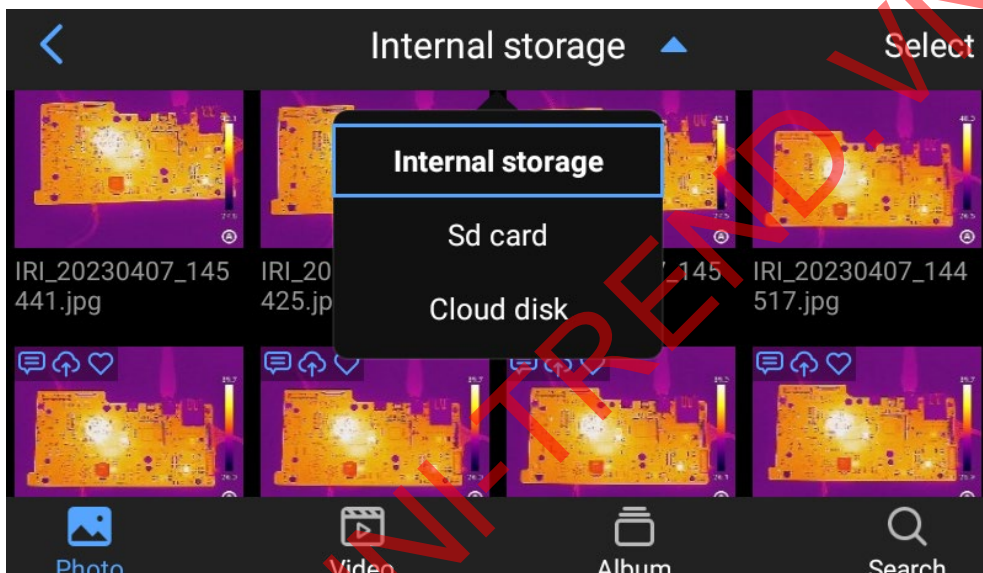 Internal storage
Select
Internal storage
Sd card
Cloud disk
IRI_20230407_145
441.jpg
IRI_20
425.jp
_145
IRI_20230407_144
517.jpg
Photo
Video
Album
Search